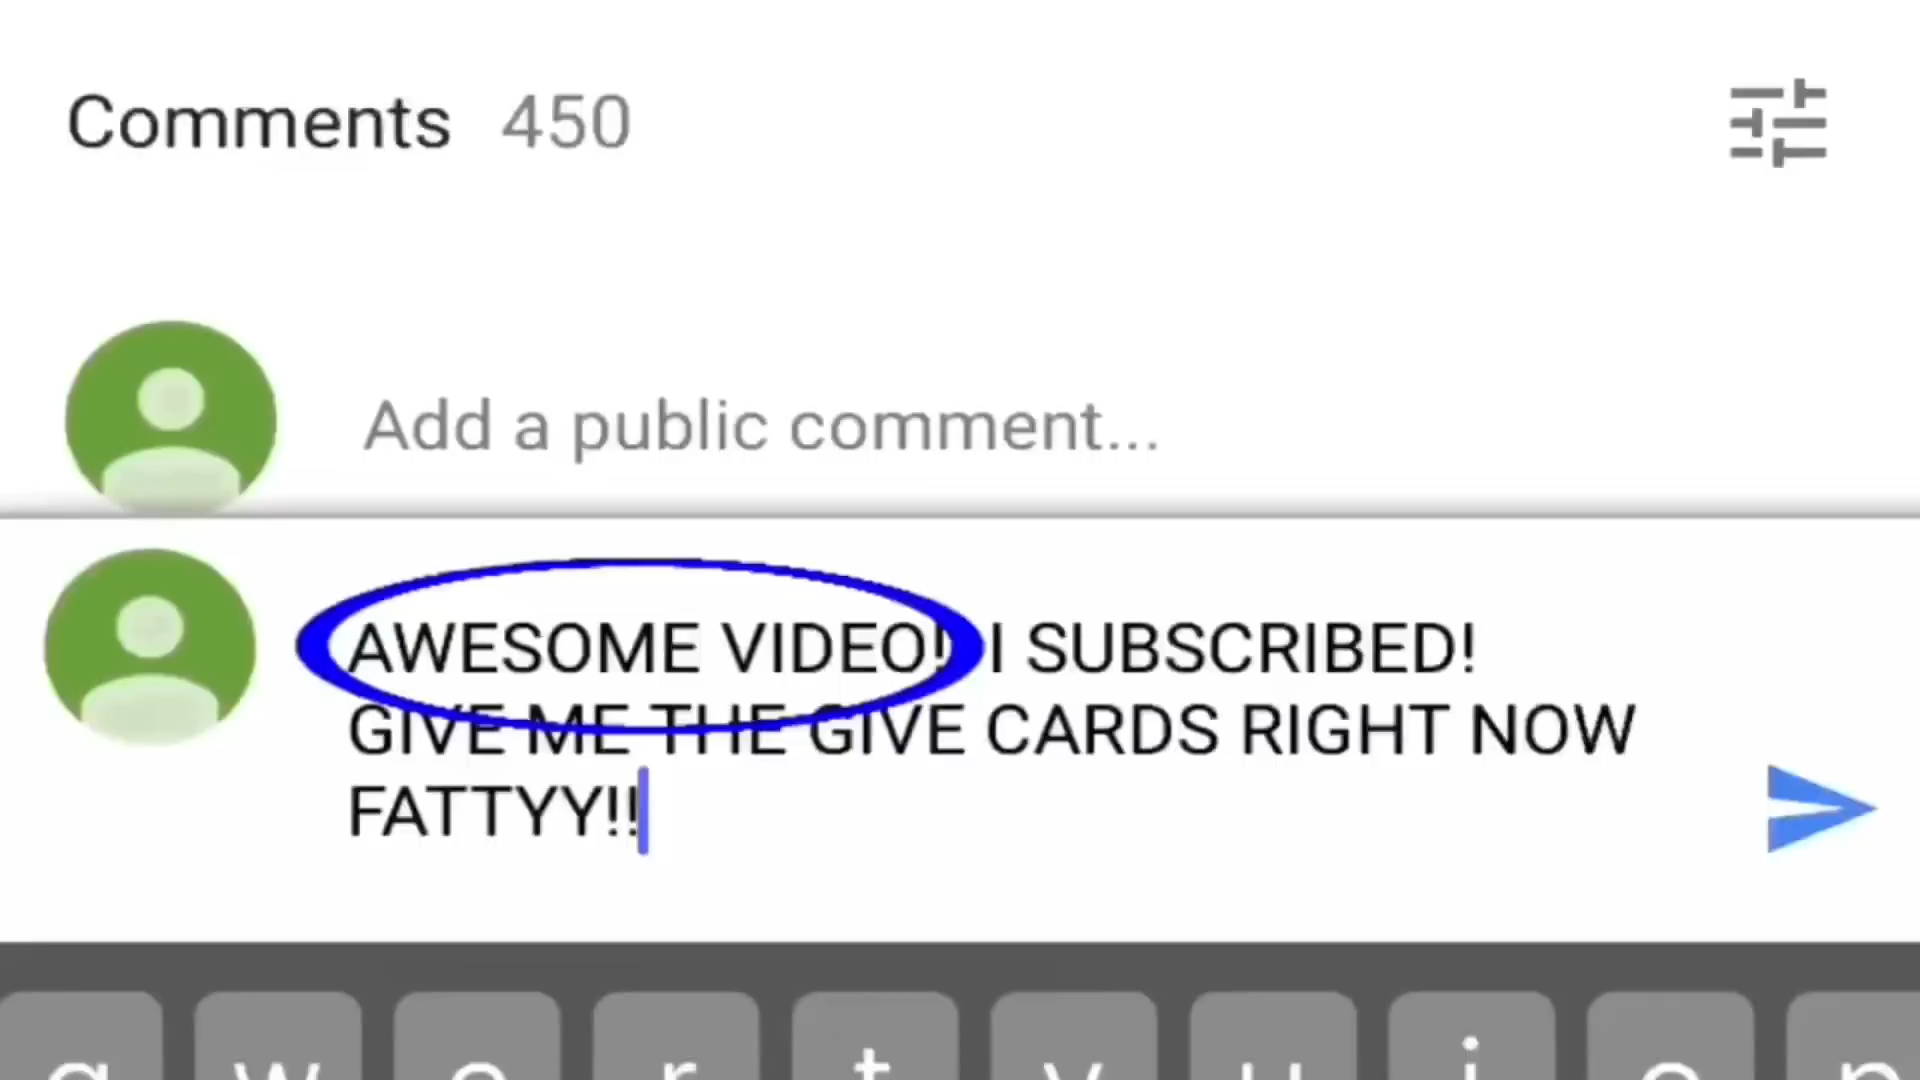 Comments 450
Add a public comment...
AWESOME VIDEO! I SUBSCRIBED!
GIVE ME THE GIVE CARDS RIGHT NOW
FATTYY!!
q w e r t y u i o p